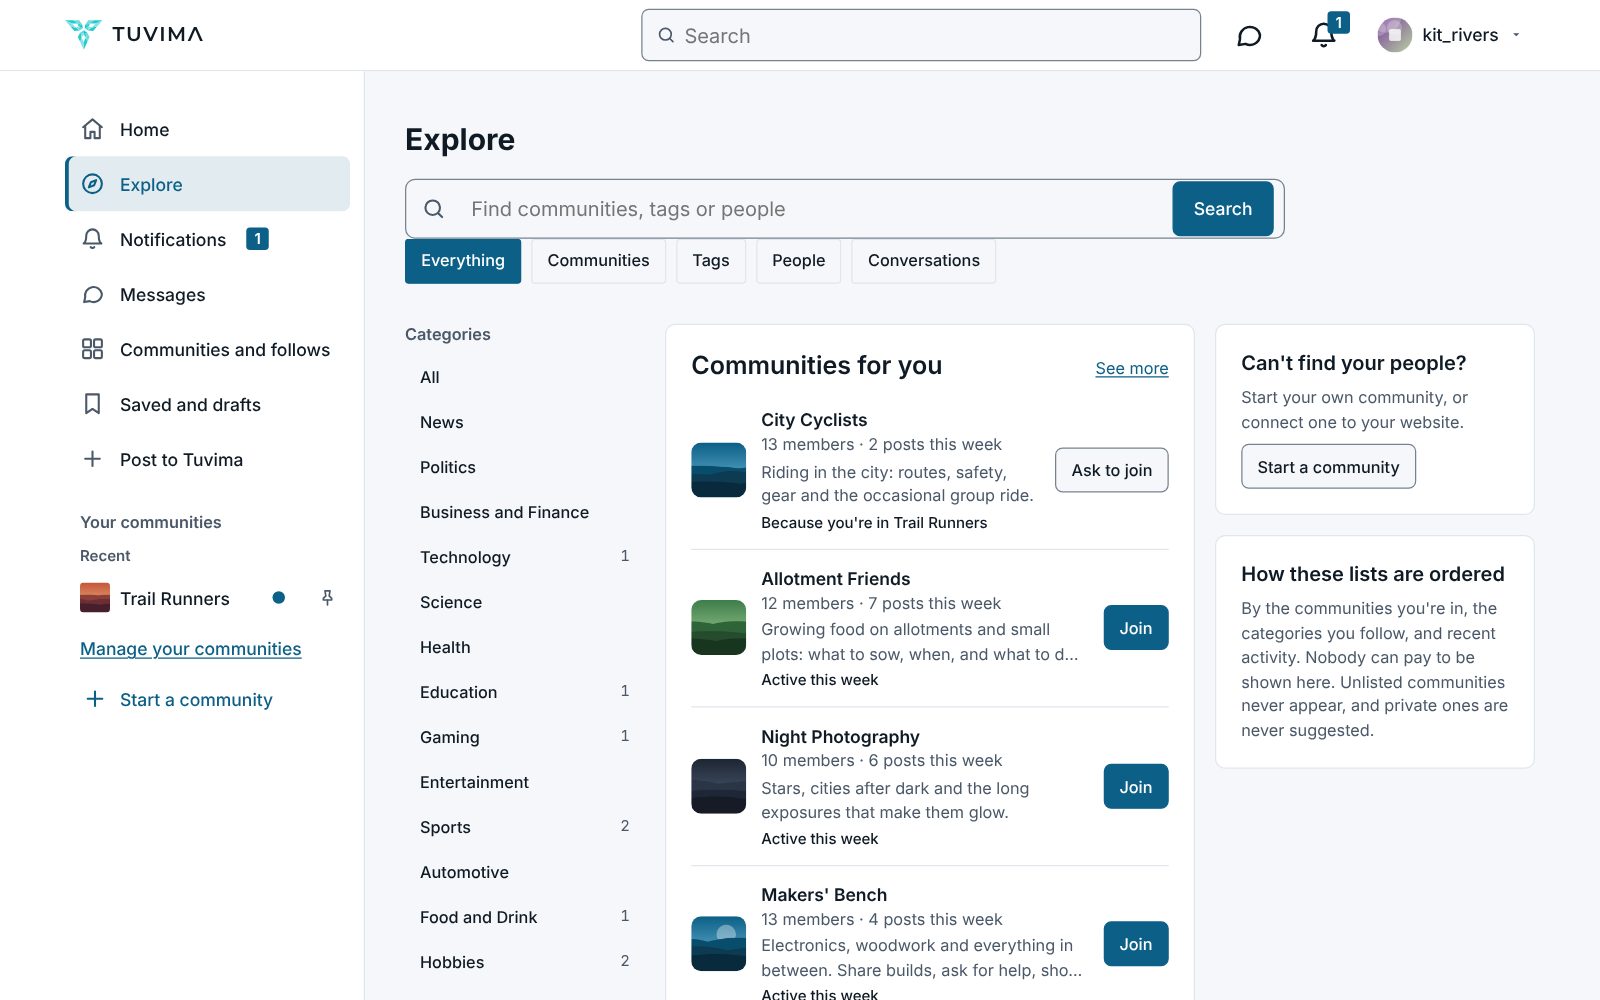 TUVIMA
Search
1
kit_rivers
Home
Explore
Notifications 1
Messages
Communities and follows
Saved and drafts
Post to Tuvima
Your communities
Recent
Trail Runners
Manage your communities
Start a community
Explore
Find communities, tags or people
Search
Everything
Communities
Tags
People
Conversations
Categories
All
News
Politics
Business and Finance
Technology 1
Science
Health
Education 1
Gaming 1
Entertainment
Sports 2
Automotive
Food and Drink 1
Hobbies 2
Communities for you
See more
City Cyclists
13 members · 2 posts this week
Riding in the city: routes, safety,
gear and the occasional group ride.
Because you're in Trail Runners
Ask to join
Allotment Friends
12 members · 7 posts this week
Growing food on allotments and small
plots: what to sow, when, and what to d...
Active this week
Join
Night Photography
10 members · 6 posts this week
Stars, cities after dark and the long
exposures that make them glow.
Active this week
Join
Makers' Bench
13 members · 4 posts this week
Electronics, woodwork and everything in
between. Share builds, ask for help, sho...
Active this week
Join
Can't find your people?
Start your own community, or
connect one to your website.
Start a community
How these lists are ordered
By the communities you're in, the
categories you follow, and recent
activity. Nobody can pay to be
shown here. Unlisted communities
never appear, and private ones are
never suggested.